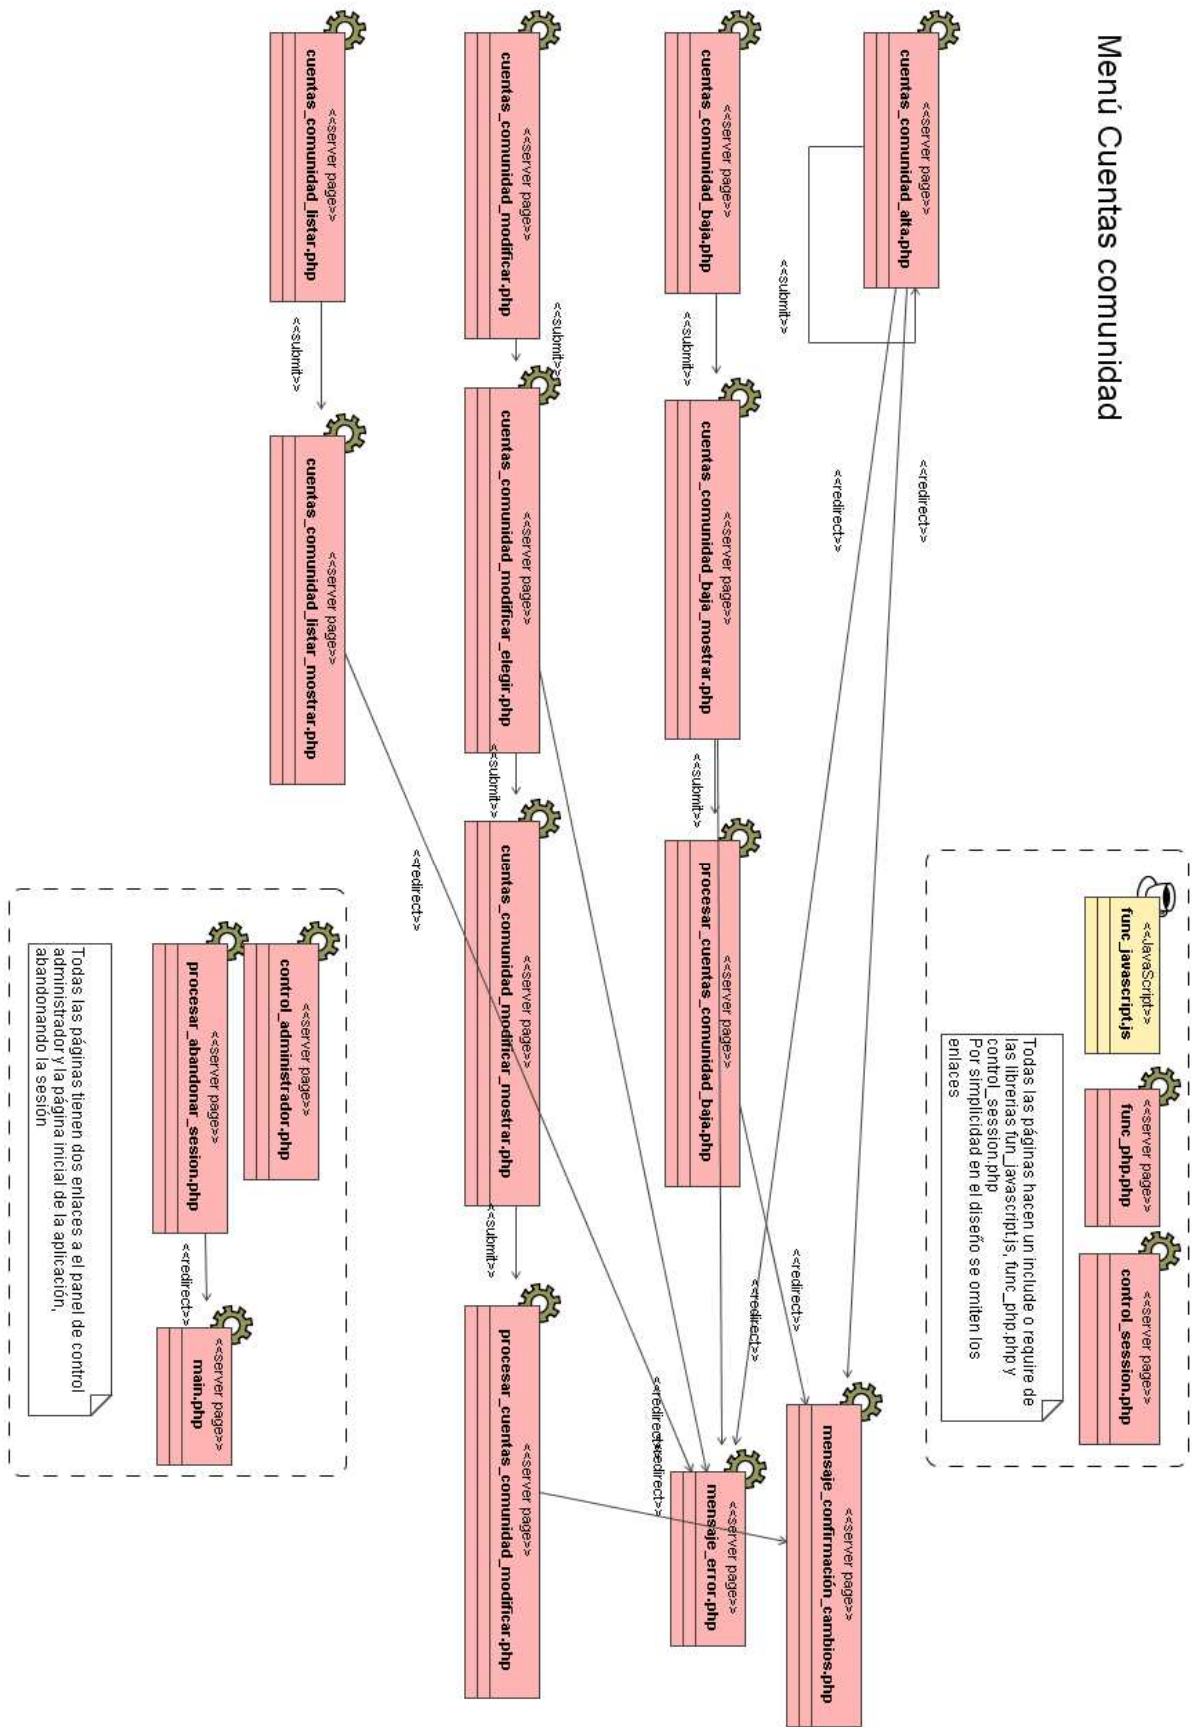 Menú Cuentas comunidad
<<JavaScript>>
func_javascript.js
<<server page>>
func_php.php
<<server page>>
control_session.php
Todas las páginas hacen un include o require de
las librerias fun_javascript.js, func_php.php y
control_session.php
Por simplicidad en el diseño se omiten los
enlaces
<<server page>>
cuentas_comunidad_alta.php
<<submit>>
<<redirect>>
<<redirect>>
<<server page>>
mensaje_confirmación_cambios.php
<<server page>>
cuentas_comunidad_baja.php
<<submit>>
<<server page>>
cuentas_comunidad_baja_mostrar.php
<<submit>>
<<server page>>
procesar_cuentas_comunidad_baja.php
<<redirect>>
<<redirect>>
<<server page>>
mensaje_error.php
<<redirect>>
<<redirect>>
<<server page>>
cuentas_comunidad_modificar.php
<<submit>>
<<server page>>
cuentas_comunidad_modificar_elegir.php
<<submit>>
<<server page>>
cuentas_comunidad_modificar_mostrar.php
<<submit>>
<<server page>>
procesar_cuentas_comunidad_modificar.php
<<server page>>
cuentas_comunidad_listar.php
<<submit>>
<<server page>>
cuentas_comunidad_listar_mostrar.php
<<redirect>>
<<server page>>
control_administrador.php
<<server page>>
procesar_abandonar_session.php
<<redirect>>
<<server page>>
main.php
Todas las páginas tienen dos enlaces a el panel de control
administrador y la página inicial de la aplicación,
abandonando la sesión